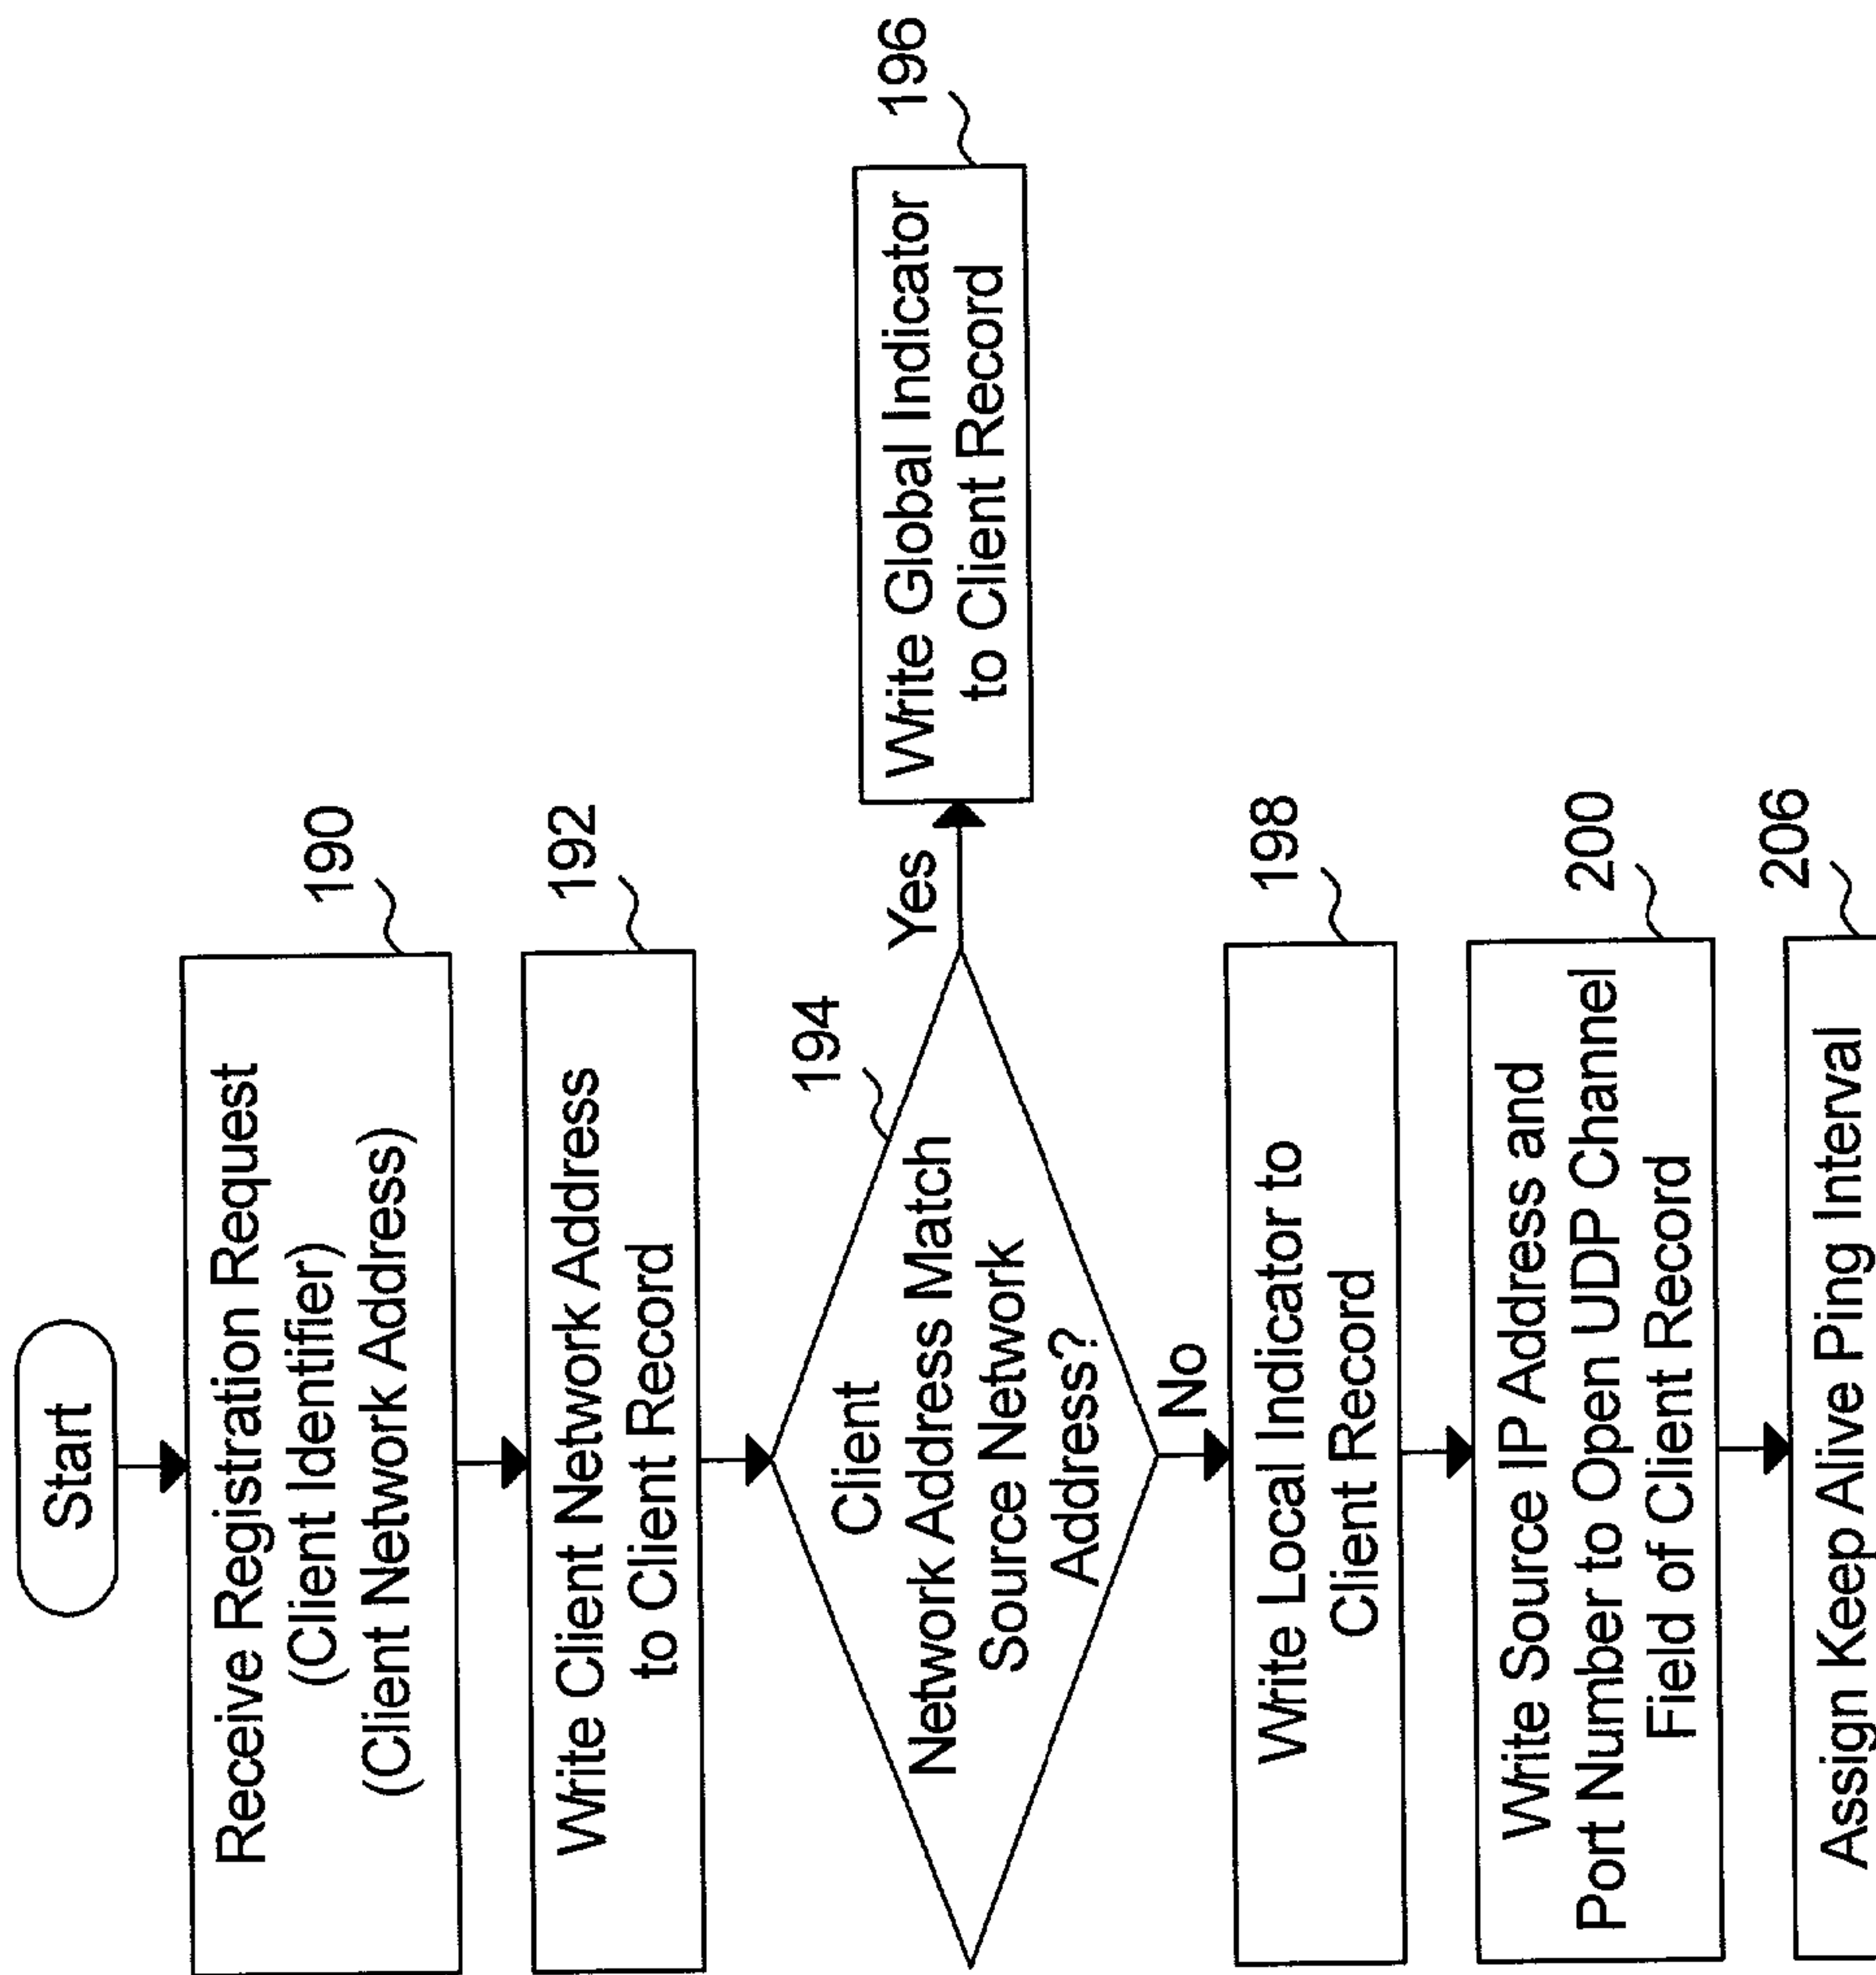 Start
190
Receive Registration Request
(Client Identifier)
(Client Network Address)
192
Write Client Network Address
to Client Record
194
Client
Network Address Match
Source Network
Address?
Yes
196
Write Global Indicator
to Client Record
No
198
Write Local Indicator to
Client Record
200
Write Source IP Address and
Port Number to Open UDP Channel
Field of Client Record
206
Assign Keep Alive Ping Interval